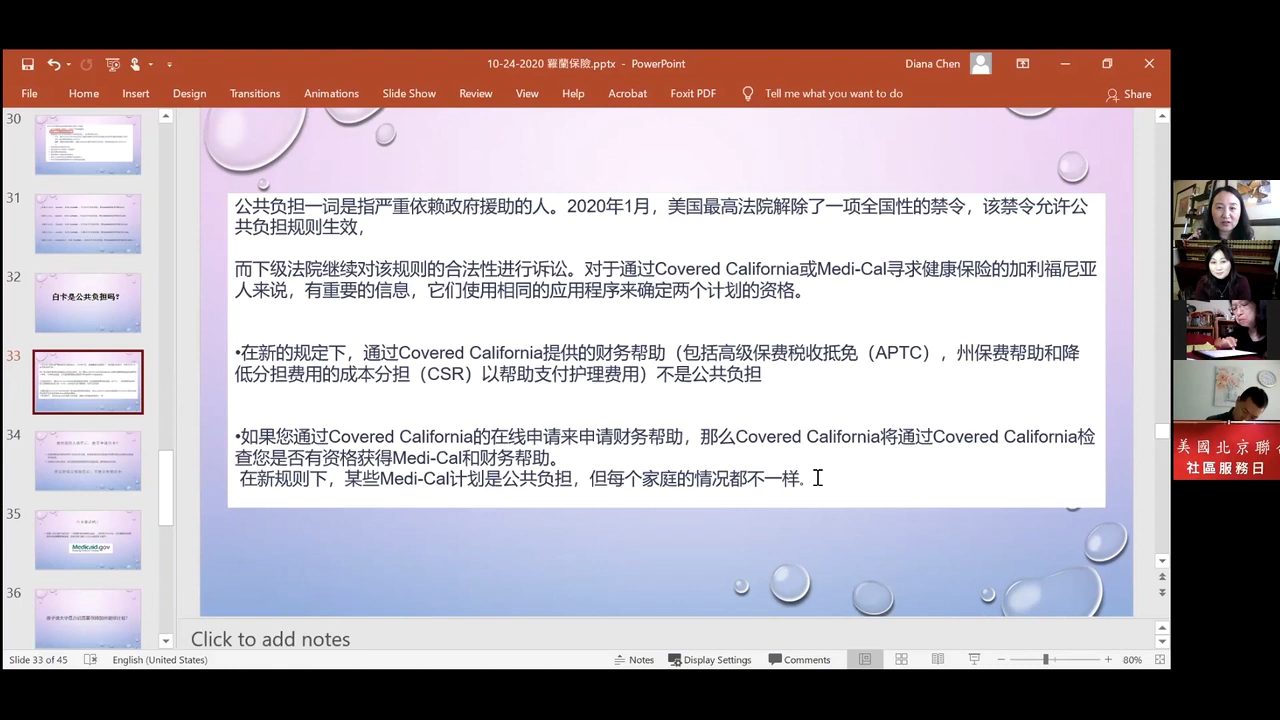 10-24-2020 羅蘭保險.pptx - PowerPoint
Diana Chen
File Home Insert Design Transitions Animations Slide Show Review View Help Acrobat Foxit PDF Tell me what you want to do Share
30
31
32
白卡是公共负担吗?
33
34
35
Medicaid.gov
36
公共负担一词是指严重依赖政府援助的人。2020年1月，美国最高法院解除了一项全国性的禁令，该禁令允许公
共负担规则生效，
而下级法院继续对该规则的合法性进行诉讼。对于通过Covered California或Medi-Cal寻求健康保险的加利福尼亚
人来说，有重要的信息，它们使用相同的应用程序来确定两个计划的资格。
•在新的规定下，通过Covered California提供的财务帮助（包括高级保费税收抵免（APTC），州保费帮助和降
低分担费用的成本分担（CSR）以帮助支付护理费用）不是公共负担
•如果您通过Covered California的在线申请来申请财务帮助，那么Covered California将通过Covered California检
查您是否有资格获得Medi-Cal和财务帮助。
在新规则下，某些Medi-Cal计划是公共负担，但每个家庭的情况都不一样。
美國北京聯
社區服務日
Click to add notes
Slide 33 of 45 English (United States) Notes Display Settings Comments 80%